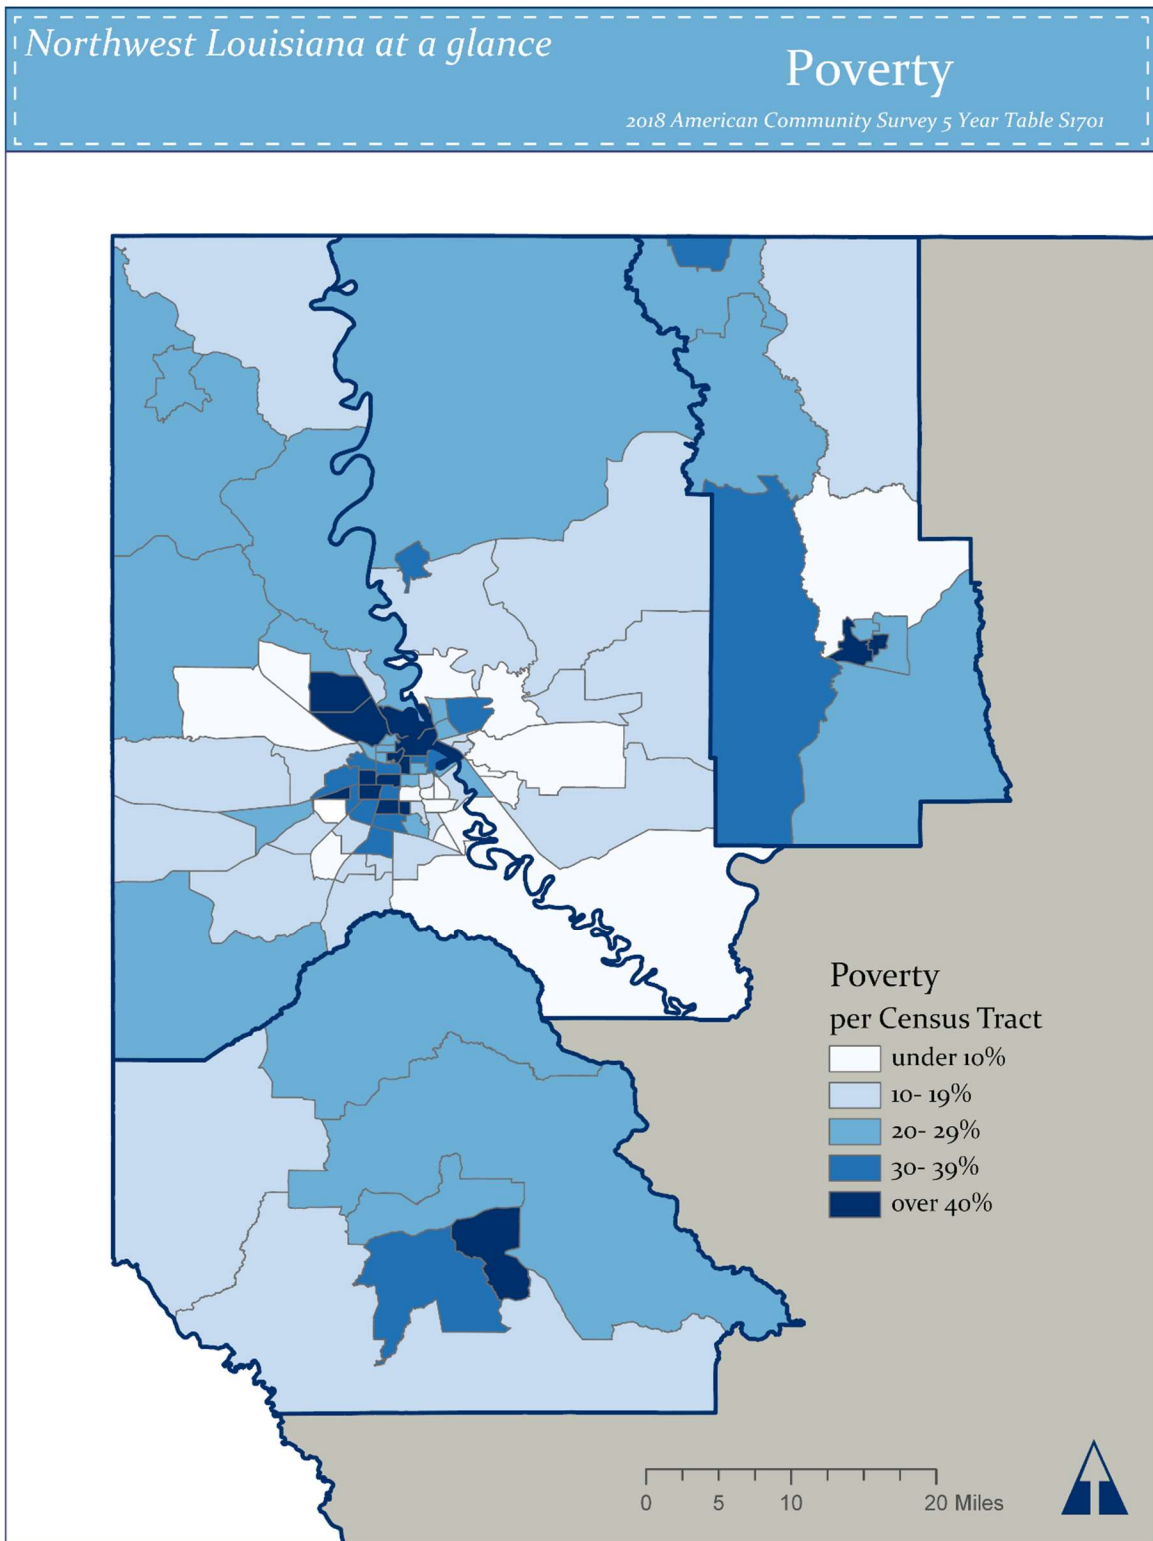 Northwest Louisiana at a glance
Poverty
2018 American Community Survey 5 Year Table S1701
Poverty
per Census Tract
under 10%
10- 19%
20- 29%
30- 39%
over 40%
0 5 10 20 Miles